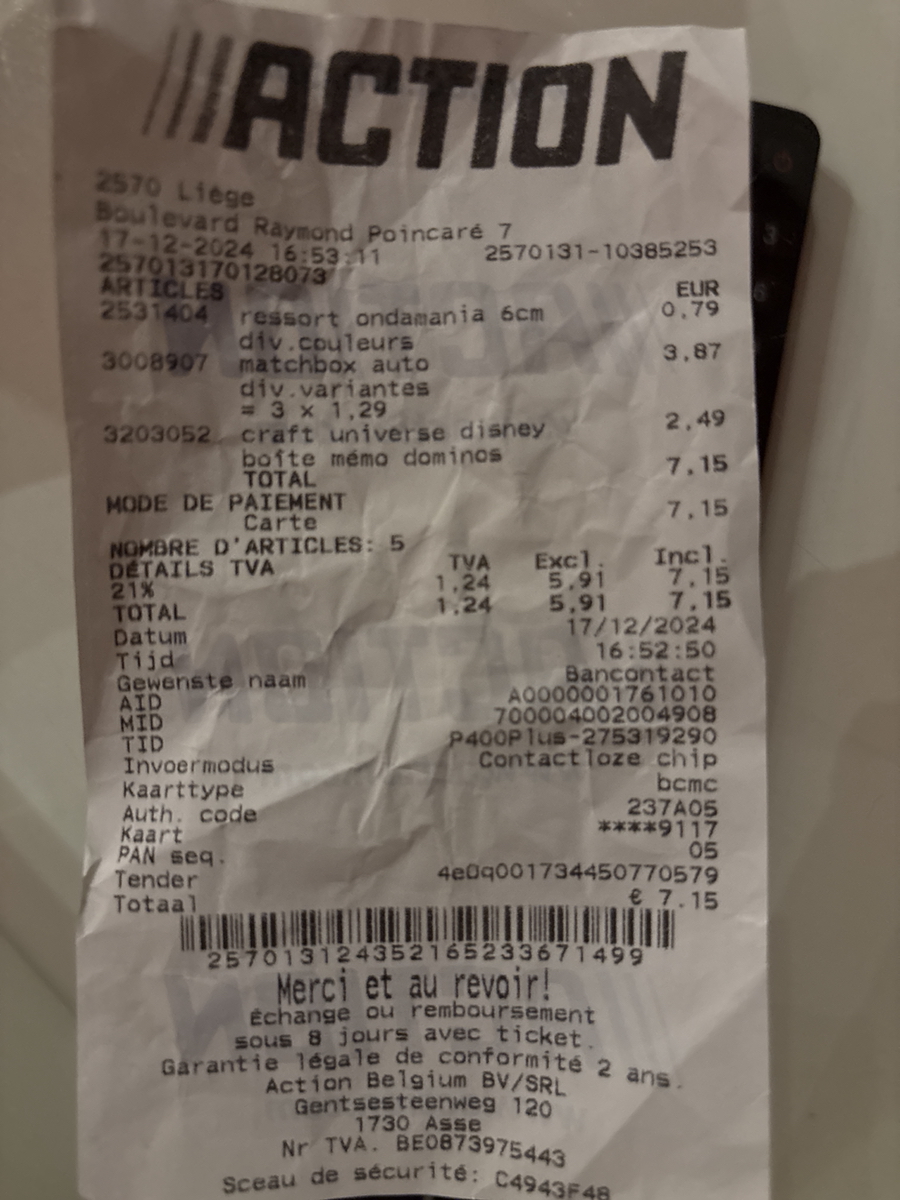 ACTION
2570 Liège
Boulevard Raymond Poincaré 7
17-12-2024 16:53:11 2570131-10385253
257013170128073
ARTICLES EUR
2531404 ressort ondamania 6cm 0,79
div.couleurs
3008907 matchbox auto 3,87
div.variantes
= 3 x 1,29
3203052 craft universe disney 2,49
boîte mémo dominos
TOTAL 7,15
MODE DE PAIEMENT
Carte 7,15
NOMBRE D'ARTICLES: 5
DÉTAILS TVA TVA Excl. Incl.
21% 1,24 5,91 7,15
TOTAL 1,24 5,91 7,15
Datum 17/12/2024
Tijd 16:52:50
Gewenste naam Bancontact
AID A0000001761010
MID 700004002004908
TID P400Plus-275319290
Invoermodus Contactloze chip
Kaarttype bcmc
Auth. code 237A05
Kaart ****9117
PAN seq. 05
Tender 4e0q001734450770579
Totaal € 7.15
257013124352165233671499
Merci et au revoir!
Échange ou remboursement
sous 8 jours avec ticket.
Garantie légale de conformité 2 ans.
Action Belgium BV/SRL
Gentsesteenweg 120
1730 Asse
Nr TVA. BE0873975443
Sceau de sécurité: C4943F48